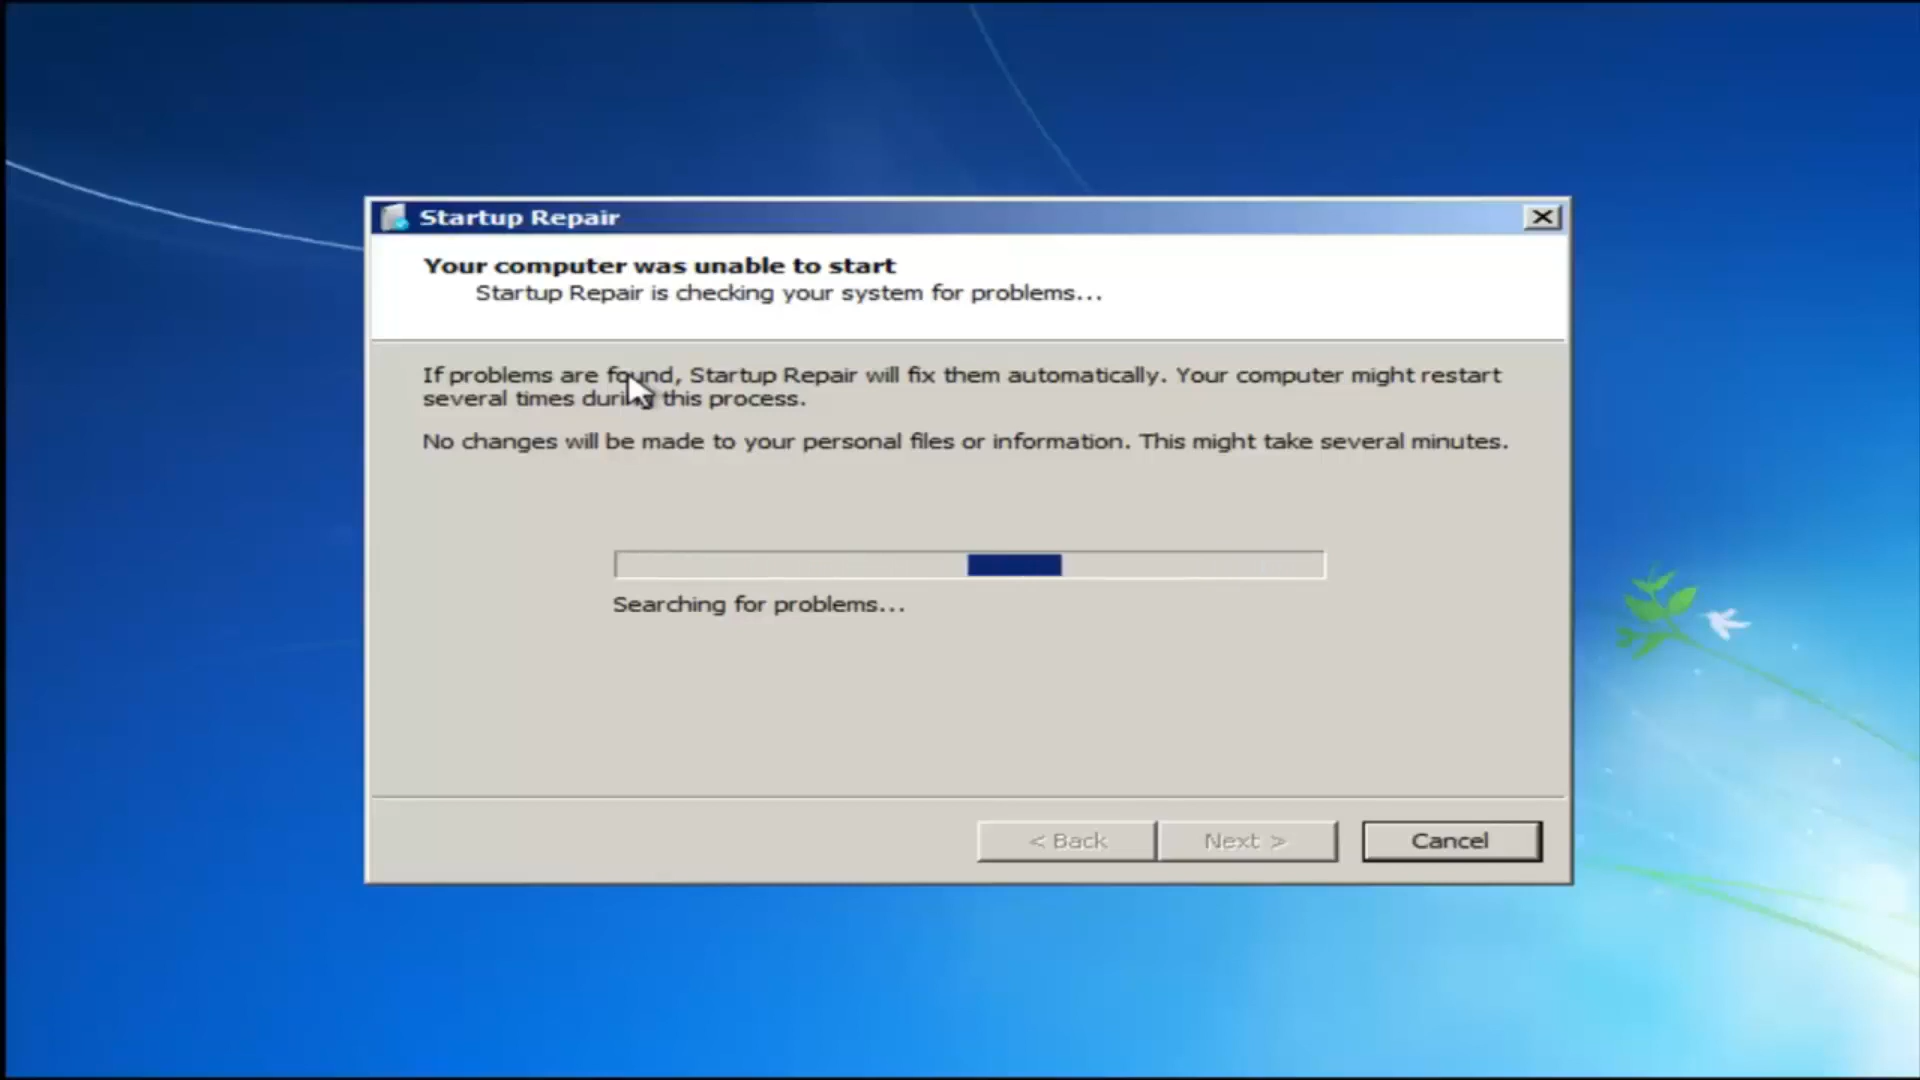 Startup Repair
Your computer was unable to start
Startup Repair is checking your system for problems...
If problems are found, Startup Repair will fix them automatically. Your computer might restart
several times during this process.
No changes will be made to your personal files or information. This might take several minutes.
Searching for problems...
< Back
Next >
Cancel